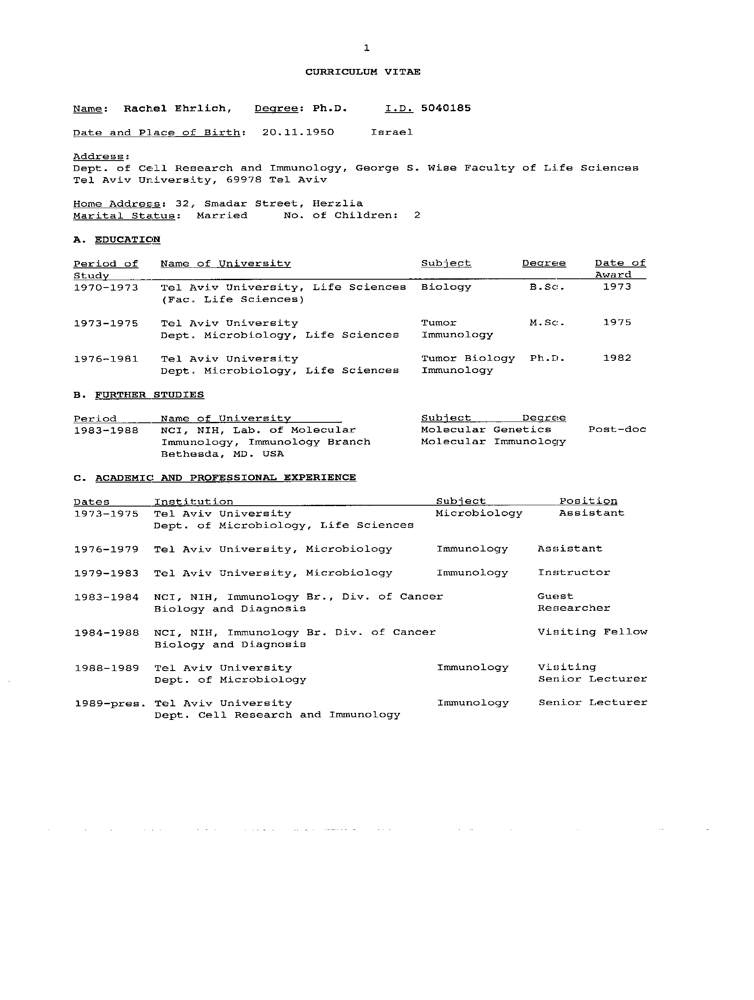 1
CURRICULUM VITAE
Name: Rachel Ehrlich, Degree: Ph.D. I.D. 5040185
Date and Place of Birth: 20.11.1950 Israel
Address:
Dept. of Cell Research and Immunology, George S. Wise Faculty of Life Sciences
Tel Aviv University, 69978 Tel Aviv
Home Address: 32, Smadar Street, Herzlia
Marital Status: Married No. of Children: 2
A. EDUCATION
Period of Name of University Subject Degree Date of
Study Award
1970-1973 Tel Aviv University, Life Sciences Biology B.Sc. 1973
(Fac. Life Sciences)
1973-1975 Tel Aviv University Tumor M.Sc. 1975
Dept. Microbiology, Life Sciences Immunology
1976-1981 Tel Aviv University Tumor Biology Ph.D. 1982
Dept. Microbiology, Life Sciences Immunology
B. FURTHER STUDIES
Period Name of University Subject Degree
1983-1988 NCI, NIH, Lab. of Molecular Molecular Genetics Post-doc
Immunology, Immunology Branch Molecular Immunology
Bethesda, MD. USA
C. ACADEMIC AND PROFESSIONAL EXPERIENCE
Dates Institution Subject Position
1973-1975 Tel Aviv University Microbiology Assistant
Dept. of Microbiology, Life Sciences
1976-1979 Tel Aviv University, Microbiology Immunology Assistant
1979-1983 Tel Aviv University, Microbiology Immunology Instructor
1983-1984 NCI, NIH, Immunology Br., Div. of Cancer Guest
Biology and Diagnosis Researcher
1984-1988 NCI, NIH, Immunology Br. Div. of Cancer Visiting Fellow
Biology and Diagnosis
1988-1989 Tel Aviv University Immunology Visiting
Dept. of Microbiology Senior Lecturer
1989-pres. Tel Aviv University Immunology Senior Lecturer
Dept. Cell Research and Immunology